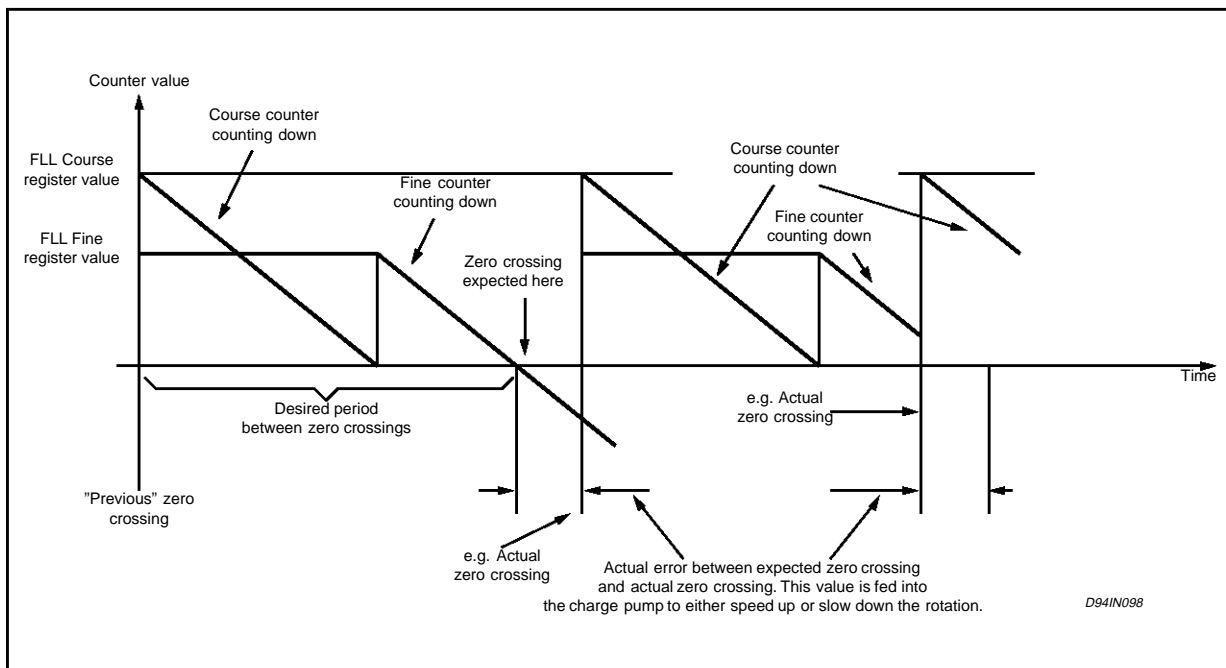 Counter value
Course counter
counting down
FLL Course
register value
Fine counter
counting down
FLL Fine
register value
Zero crossing
expected here
Course counter
counting down
Fine counter
counting down
Time
Desired period
between zero crossings
e.g. Actual
zero crossing
"Previous" zero
crossing
e.g. Actual
zero crossing
Actual error between expected zero crossing
and actual zero crossing. This value is fed into
the charge pump to either speed up or slow down the rotation.
D94IN098